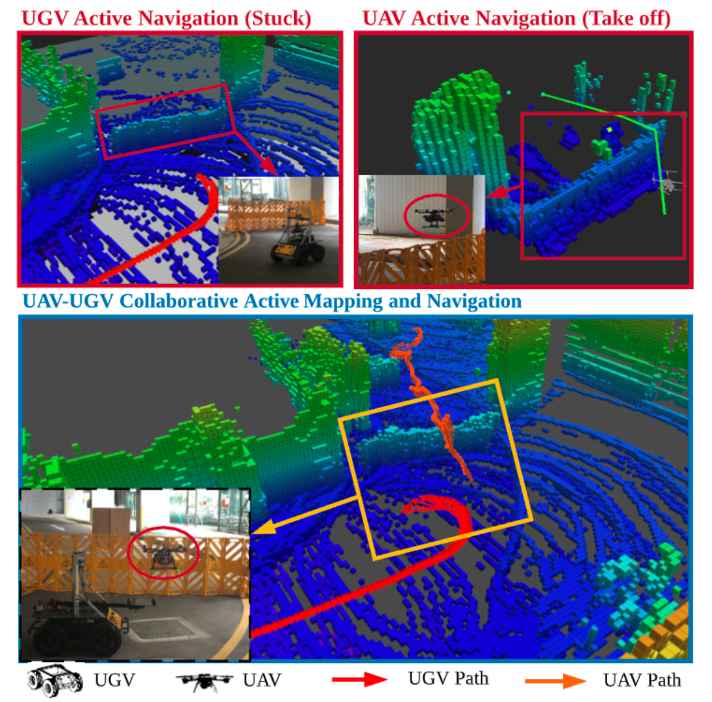 UGV Active Navigation (Stuck)
UAV Active Navigation (Take off)
UAV-UGV Collaborative Active Mapping and Navigation
UGV
UAV
UGV Path
UAV Path